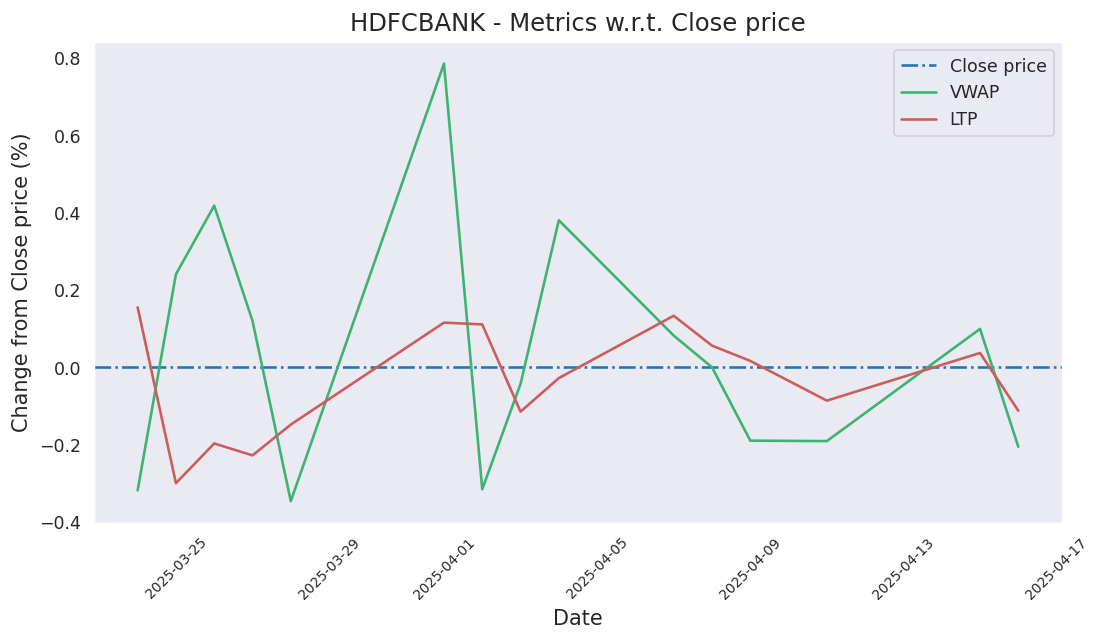 HDFCBANK - Metrics w.r.t. Close price
Close price
VWAP
LTP
Change from Close price (%)
0.8
0.6
0.4
0.2
0.0
−0.2
−0.4
2025-03-25
2025-03-29
2025-04-01
2025-04-05
2025-04-09
2025-04-13
2025-04-17
Date